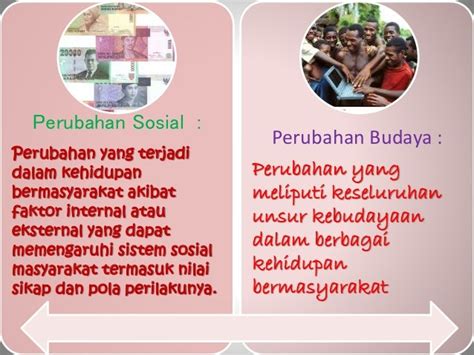 20000
Perubahan Sosial :
Perubahan yang terjadi
dalam kehidupan
bermasyarakat akibat
faktor internal atau
eksternal yang dapat
memengaruhi sistem sosial
masyarakat termasuk nilai
sikap dan pola perilakunya.
Perubahan Budaya :
Perubahan yang
meliputi keseluruhan
unsur kebudayaan
dalam berbagai
kehidupan
bermasyarakat